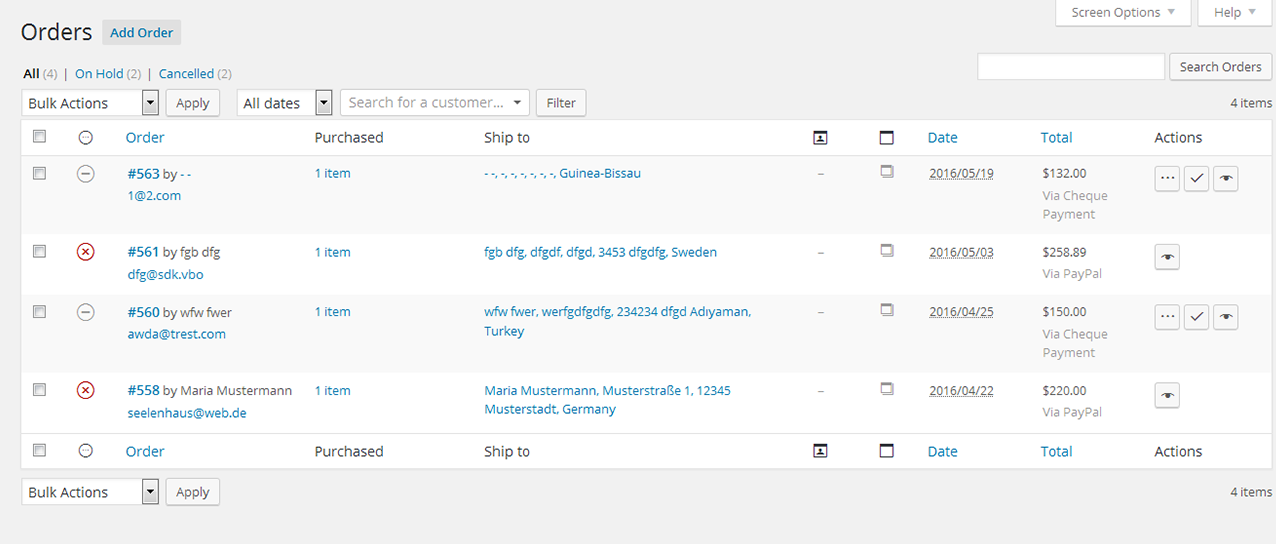 Screen Options Help
Orders Add Order
All (4) | On Hold (2) | Cancelled (2)
Search Orders
Bulk Actions Apply All dates Search for a customer... Filter 4 items
Order Purchased Ship to Date Total Actions
#563 by - - 1 item - -, -, -, -, -, -, Guinea-Bissau – 2016/05/19 $132.00
1@2.com Via Cheque
Payment
#561 by fgb dfg 1 item fgb dfg, dfgdf, dfgd, 3453 dfgdfg, Sweden – 2016/05/03 $258.89
dfg@sdk.vbo Via PayPal
#560 by wfw fwer 1 item wfw fwer, werfgdfgdfg, 234234 dfgd Adıyaman, – 2016/04/25 $150.00
awda@trest.com Turkey Via Cheque
Payment
#558 by Maria Mustermann 1 item Maria Mustermann, Musterstraße 1, 12345 – 2016/04/22 $220.00
seelenhaus@web.de Musterstadt, Germany Via PayPal
Order Purchased Ship to Date Total Actions
Bulk Actions Apply 4 items